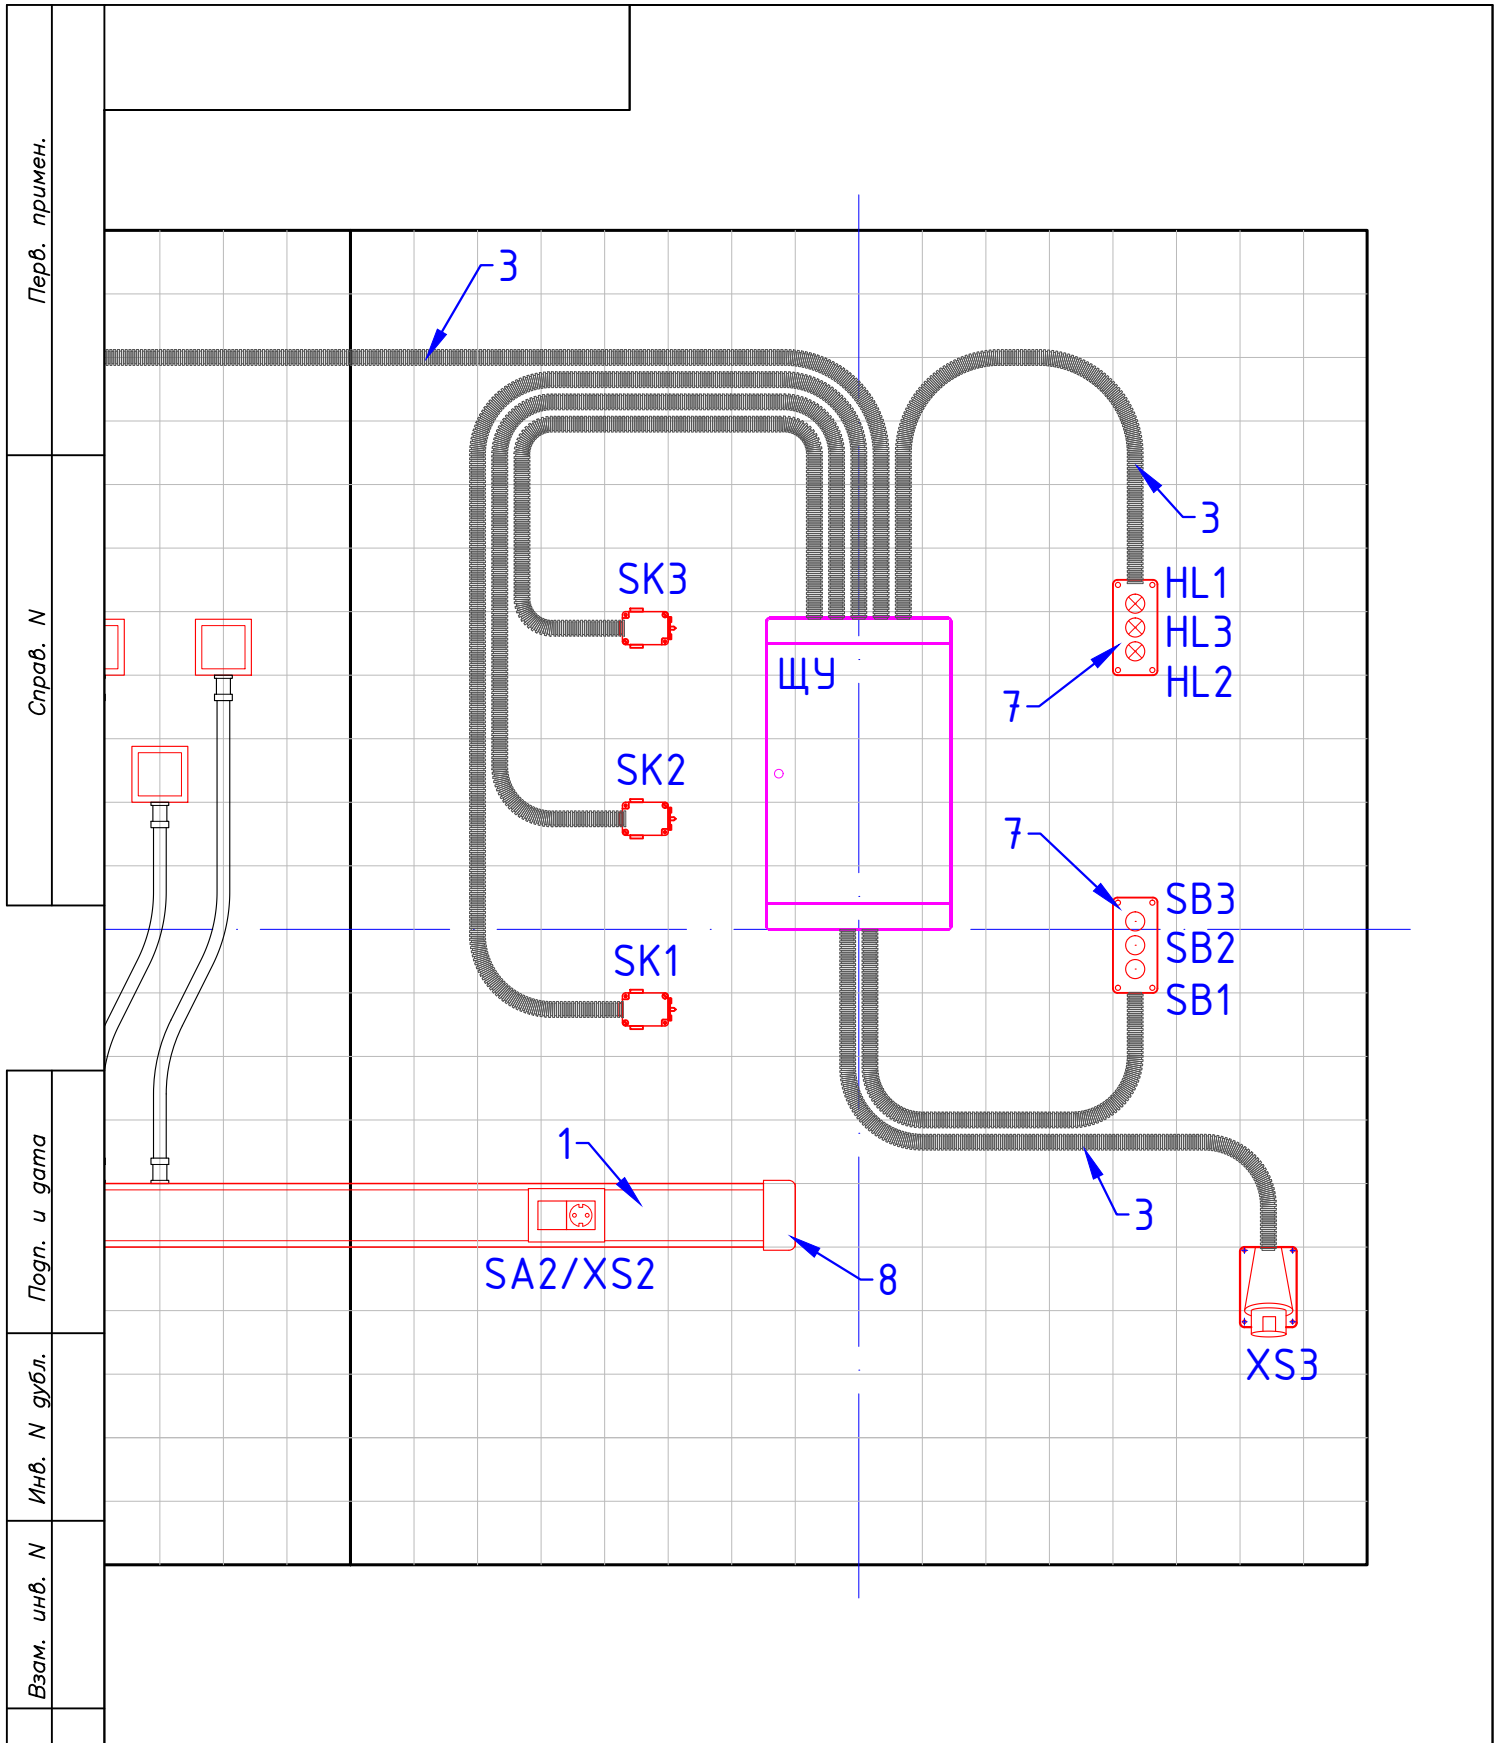 Перв. примен.
Справ. N
Подп. и дата
Инв. N дубл.
Взам. инв. N
3
3
SK3
HL1
HL3
HL2
ЩУ
7
SK2
7
SB3
SB2
SB1
SK1
1
3
SA2/XS2
8
XS3